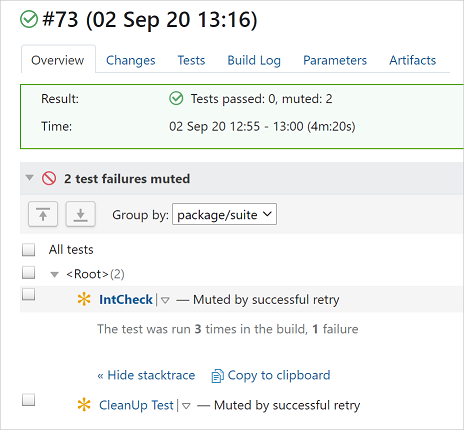 #73 (02 Sep 20 13:16)
Overview Changes Tests Build Log Parameters Artifacts
Result: Tests passed: 0, muted: 2
Time: 02 Sep 20 12:55 - 13:00 (4m:20s)
2 test failures muted
Group by: package/suite
All tests
<Root>(2)
IntCheck — Muted by successful retry
The test was run 3 times in the build, 1 failure
« Hide stacktrace Copy to clipboard
CleanUp Test — Muted by successful retry